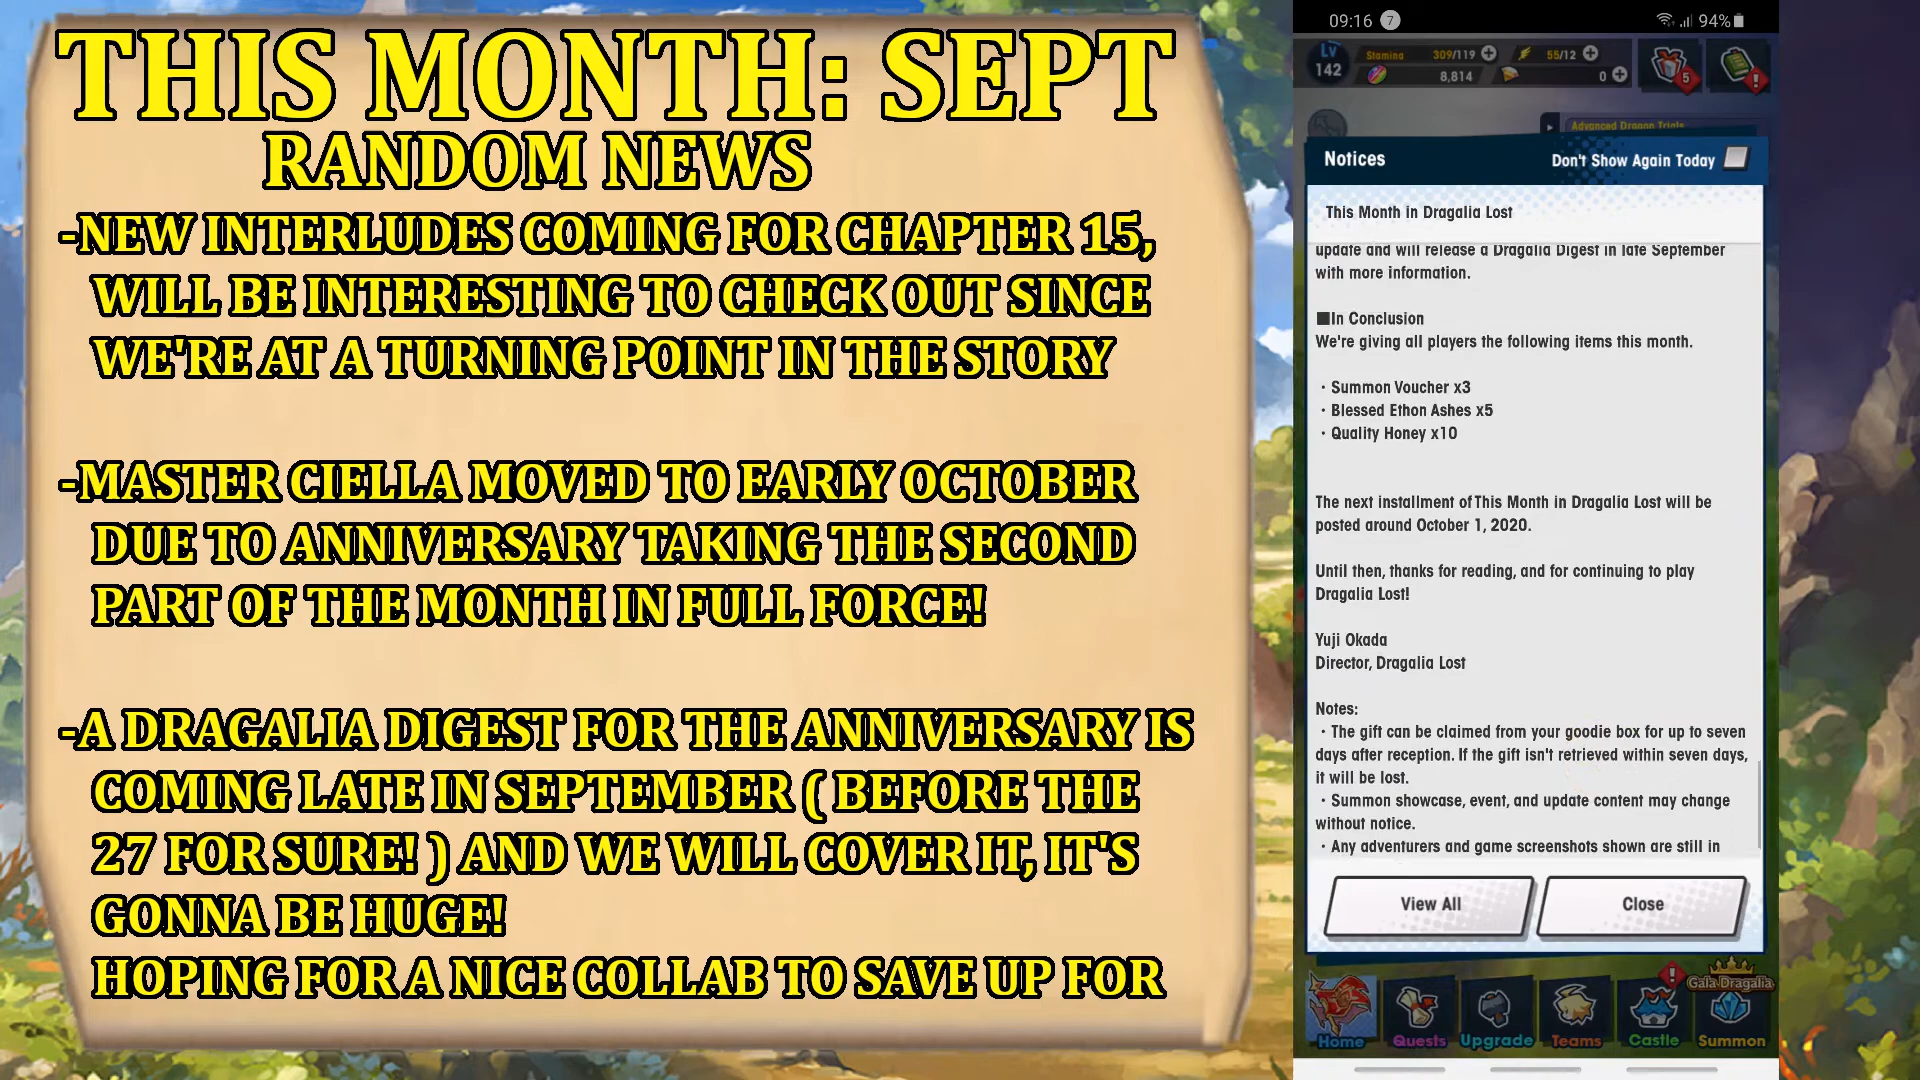 THIS MONTH: SEPT
RANDOM NEWS
-NEW INTERLUDES COMING FOR CHAPTER 15,
WILL BE INTERESTING TO CHECK OUT SINCE
WE'RE AT A TURNING POINT IN THE STORY
-MASTER CIELLA MOVED TO EARLY OCTOBER
DUE TO ANNIVERSARY TAKING THE SECOND
PART OF THE MONTH IN FULL FORCE!
-A DRAGALIA DIGEST FOR THE ANNIVERSARY IS
COMING LATE IN SEPTEMBER ( BEFORE THE
27 FOR SURE! ) AND WE WILL COVER IT, IT'S
GONNA BE HUGE!
HOPING FOR A NICE COLLAB TO SAVE UP FOR
09:16 7 94%
Lv 142
Stamina 309/119 55/12
8,814 0
5
Advanced Dragon Trials
Notices Don't Show Again Today
This Month in Dragalia Lost
update and will release a Dragalia Digest in late September
with more information.
■In Conclusion
We're giving all players the following items this month.
・Summon Voucher x3
・Blessed Ethon Ashes x5
・Quality Honey x10
The next installment of This Month in Dragalia Lost will be
posted around October 1, 2020.
Until then, thanks for reading, and for continuing to play
Dragalia Lost!
Yuji Okada
Director, Dragalia Lost
Notes:
・The gift can be claimed from your goodie box for up to seven
days after reception. If the gift isn't retrieved within seven days,
it will be lost.
・Summon showcase, event, and update content may change
without notice.
・Any adventurers and game screenshots shown are still in
View All Close
Gala Dragalia
Home Quests Upgrade Teams Castle Summon